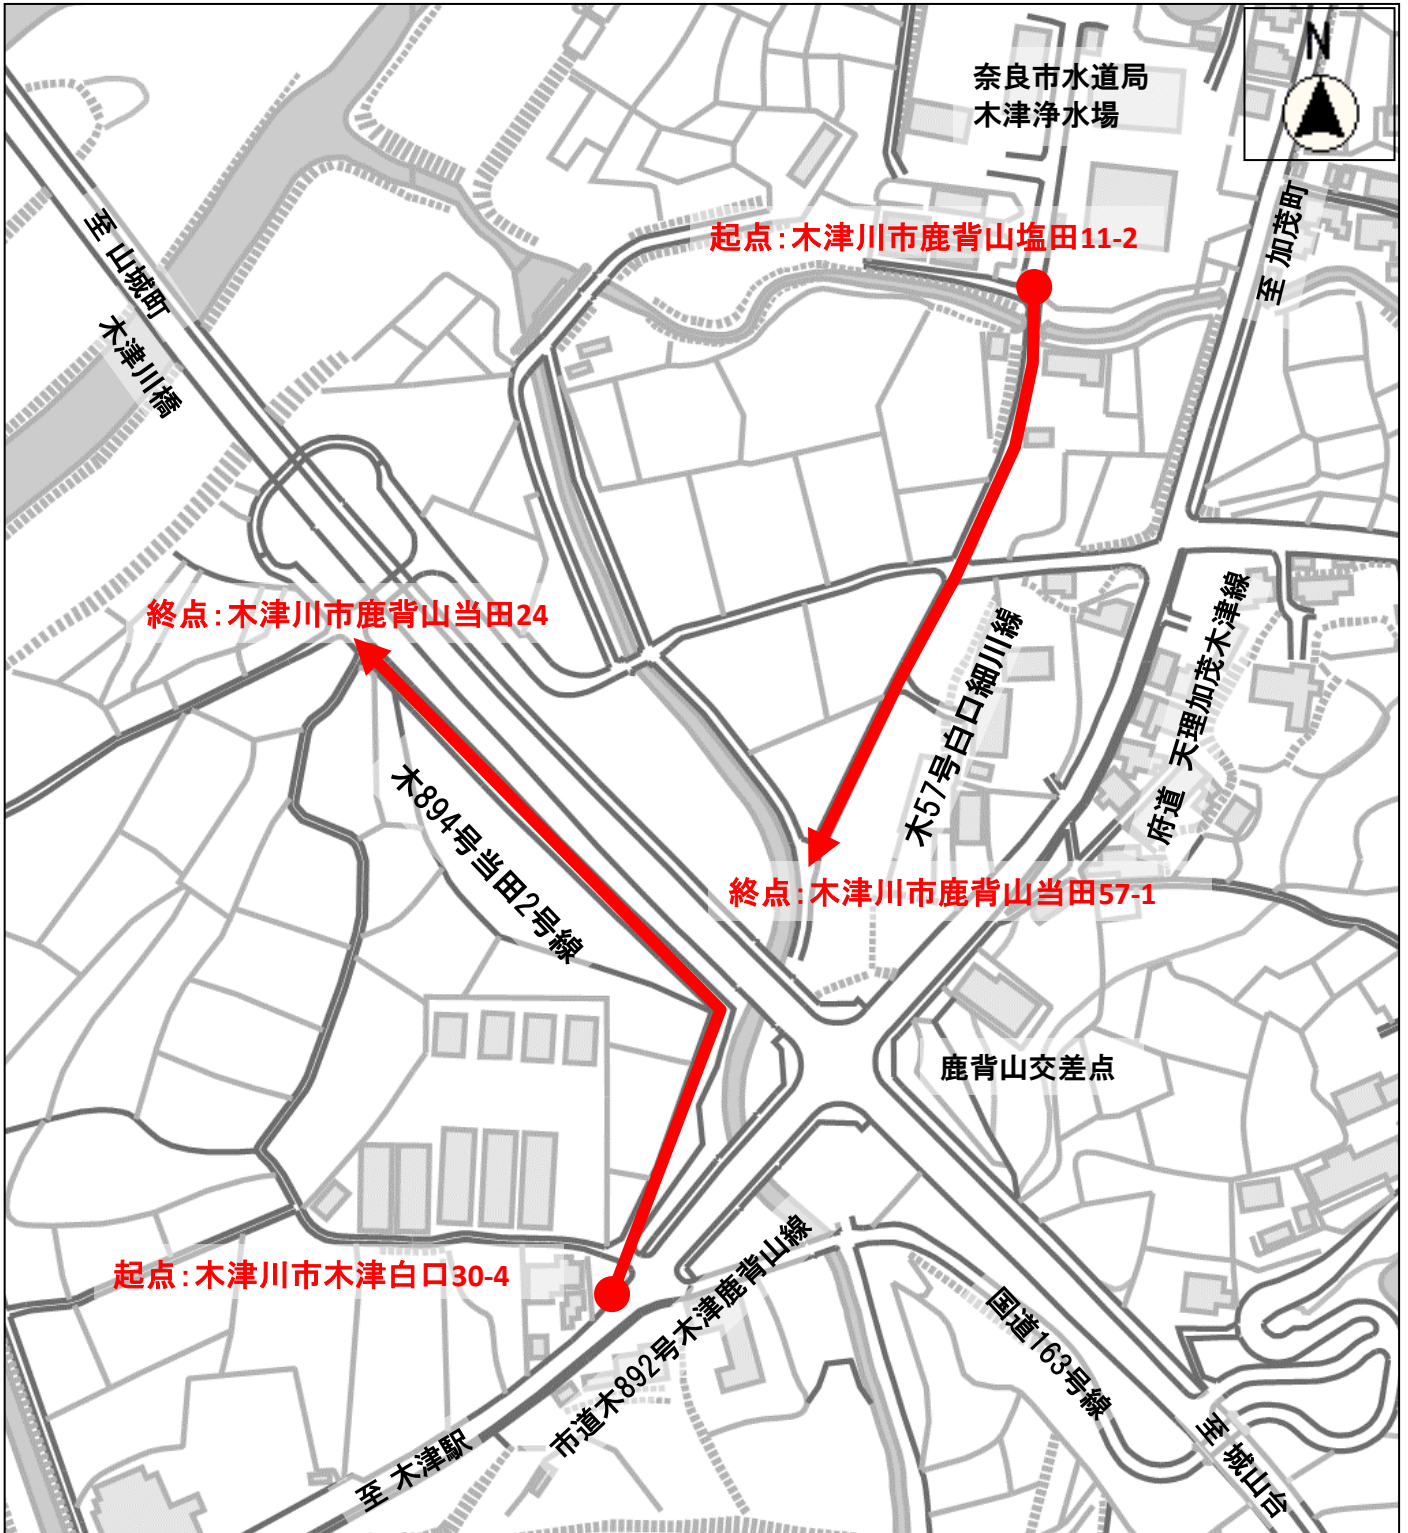 N
奈良市水道局
木津浄水場
至 山城町
木津川橋
至 加茂町
起点：木津川市鹿背山塩田11-2
終点：木津川市鹿背山当田24
木57号白口細川線
府道 天理加茂木津線
木894号当田2号線
終点：木津川市鹿背山当田57-1
鹿背山交差点
起点：木津川市木津白口30-4
市道木892号木津鹿背山線
国道163号線
至 木津駅
至 城山台